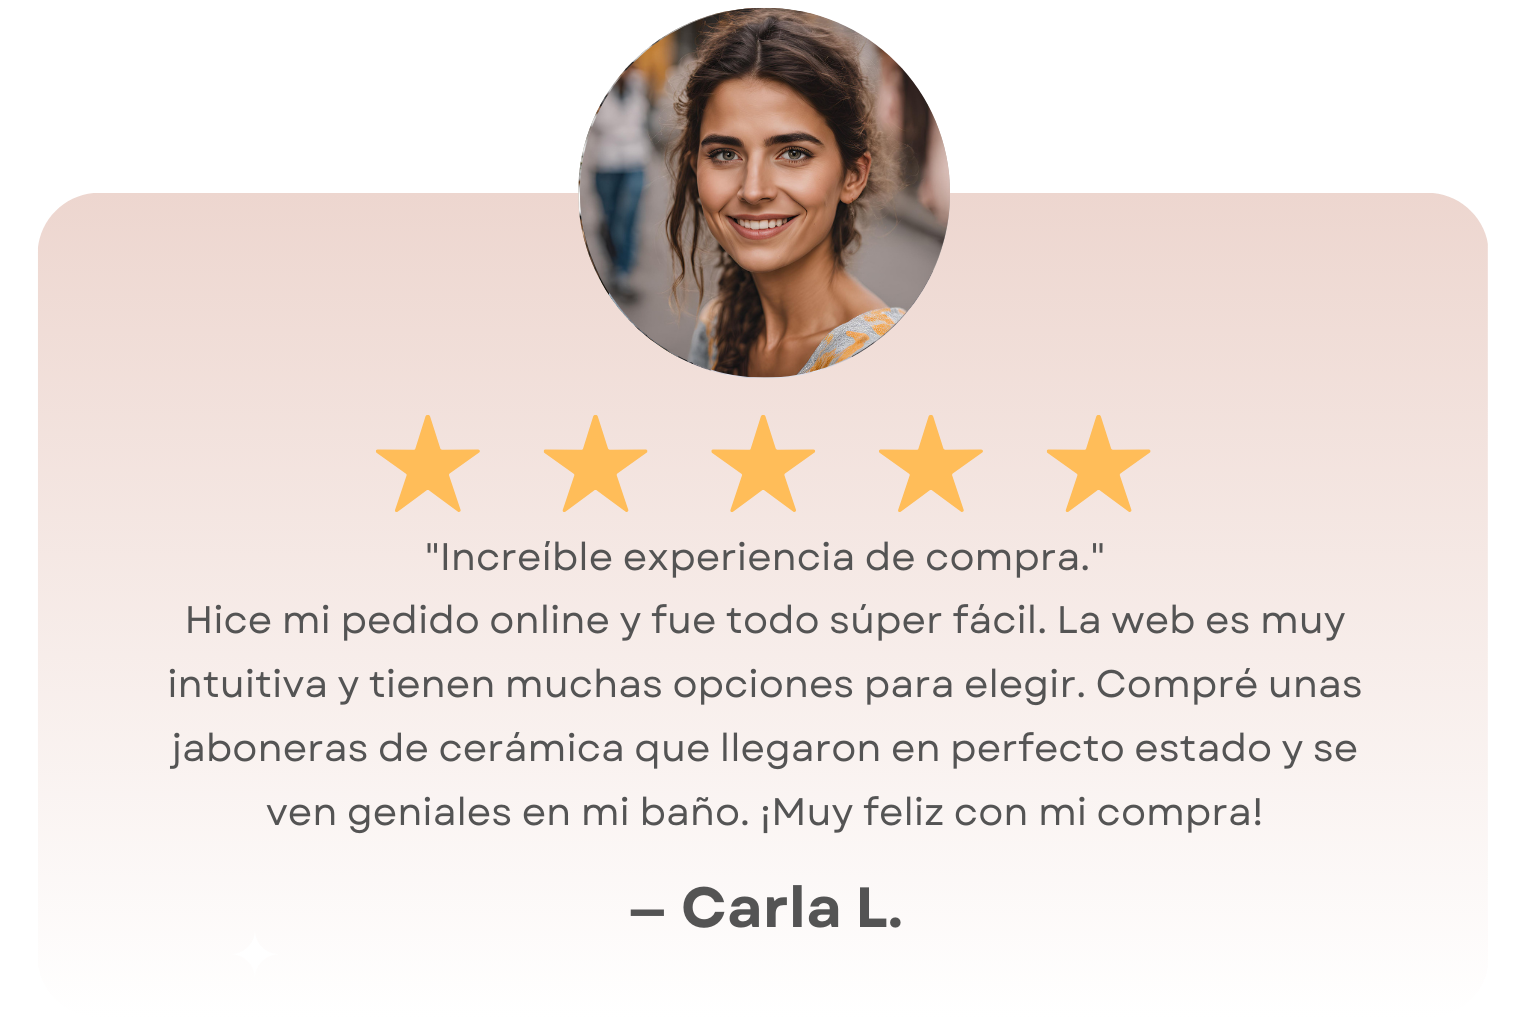 "Increíble experiencia de compra."
Hice mi pedido online y fue todo súper fácil. La web es muy
intuitiva y tienen muchas opciones para elegir. Compré unas
jaboneras de cerámica que llegaron en perfecto estado y se
ven geniales en mi baño. ¡Muy feliz con mi compra!
– Carla L.